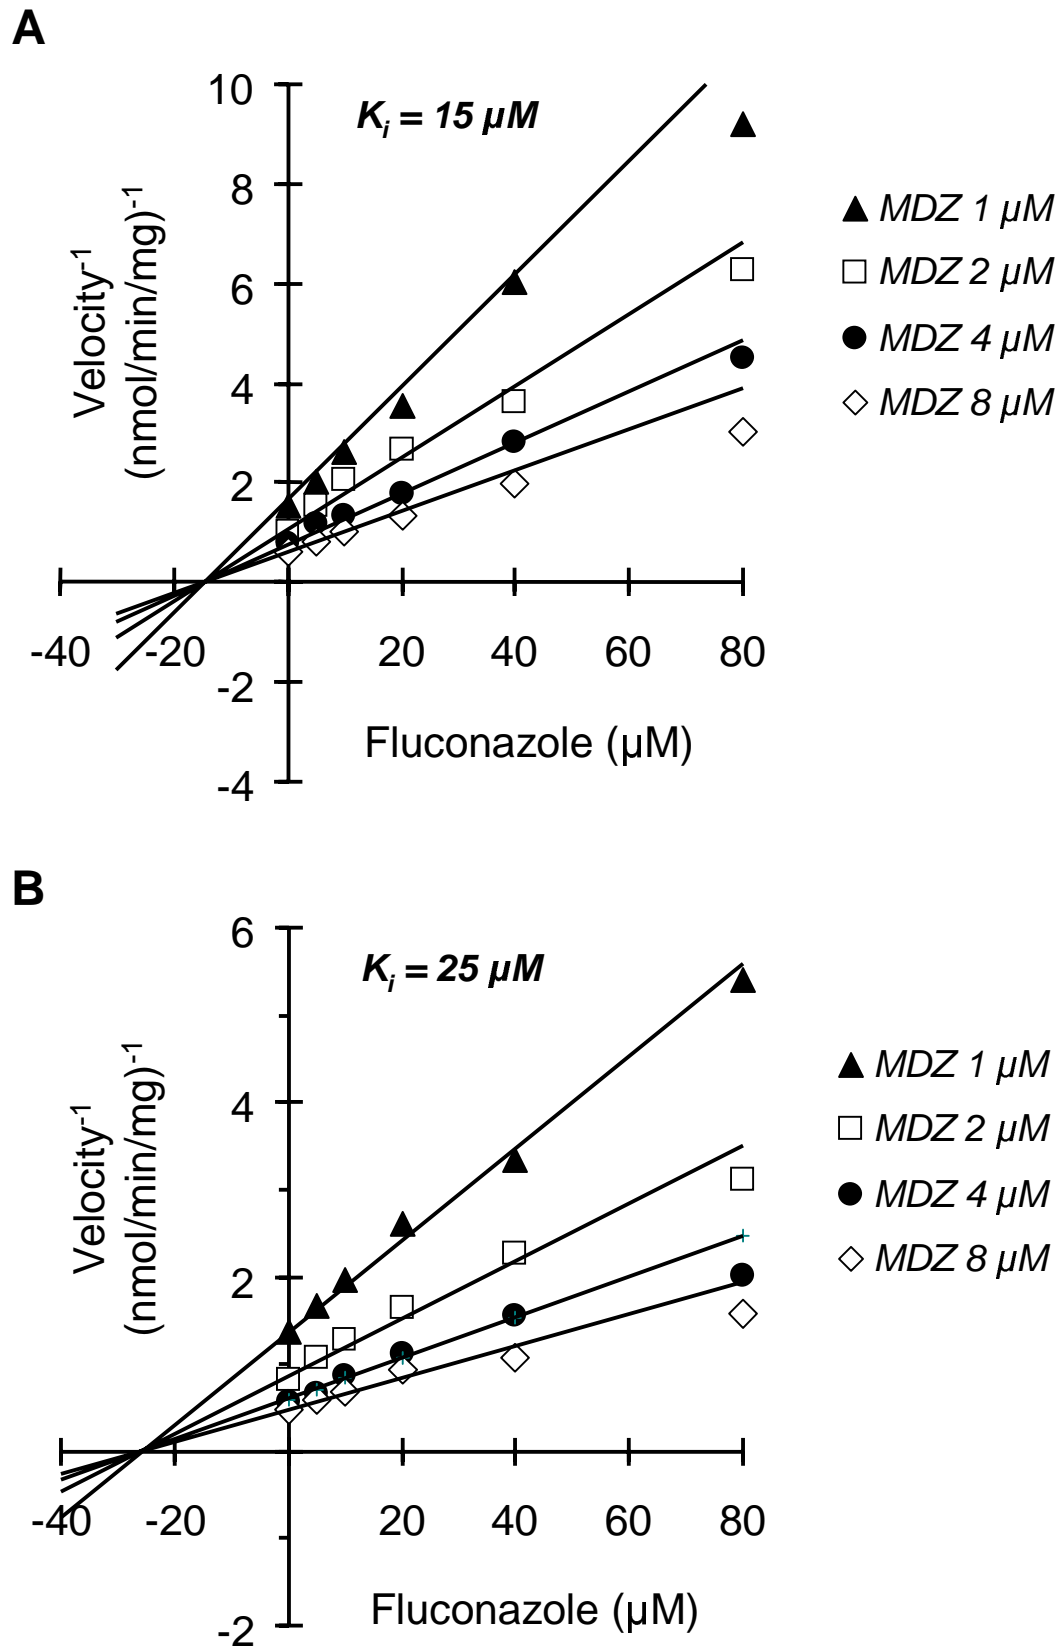 A
10
8
6
4
2
-2
-4
Velocity-1
(nmol/min/mg)-1
Ki = 15 µM
MDZ 1 µM
MDZ 2 µM
MDZ 4 µM
MDZ 8 µM
-40 -20 20 40 60 80
Fluconazole (µM)
B
6
4
2
-2
Velocity-1
(nmol/min/mg)-1
Ki = 25 µM
MDZ 1 µM
MDZ 2 µM
MDZ 4 µM
MDZ 8 µM
-40 -20 20 40 60 80
Fluconazole (µM)